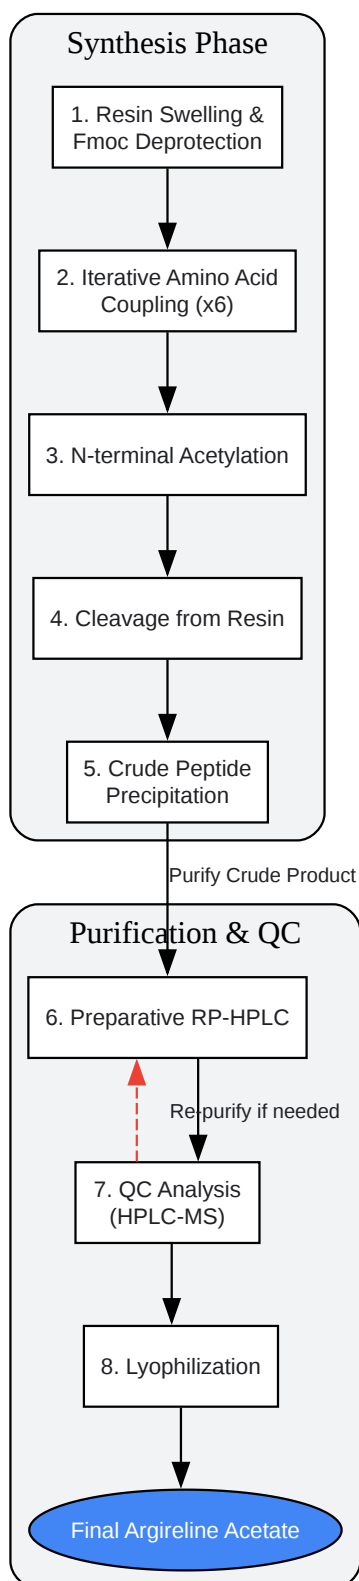 Synthesis Phase
1. Resin Swelling &
Fmoc Deprotection
2. Iterative Amino Acid
Coupling (x6)
3. N-terminal Acetylation
4. Cleavage from Resin
5. Crude Peptide
Precipitation
Purify Crude Product
Purification & QC
6. Preparative RP-HPLC
Re-purify if needed
7. QC Analysis
(HPLC-MS)
8. Lyophilization
Final Argireline Acetate